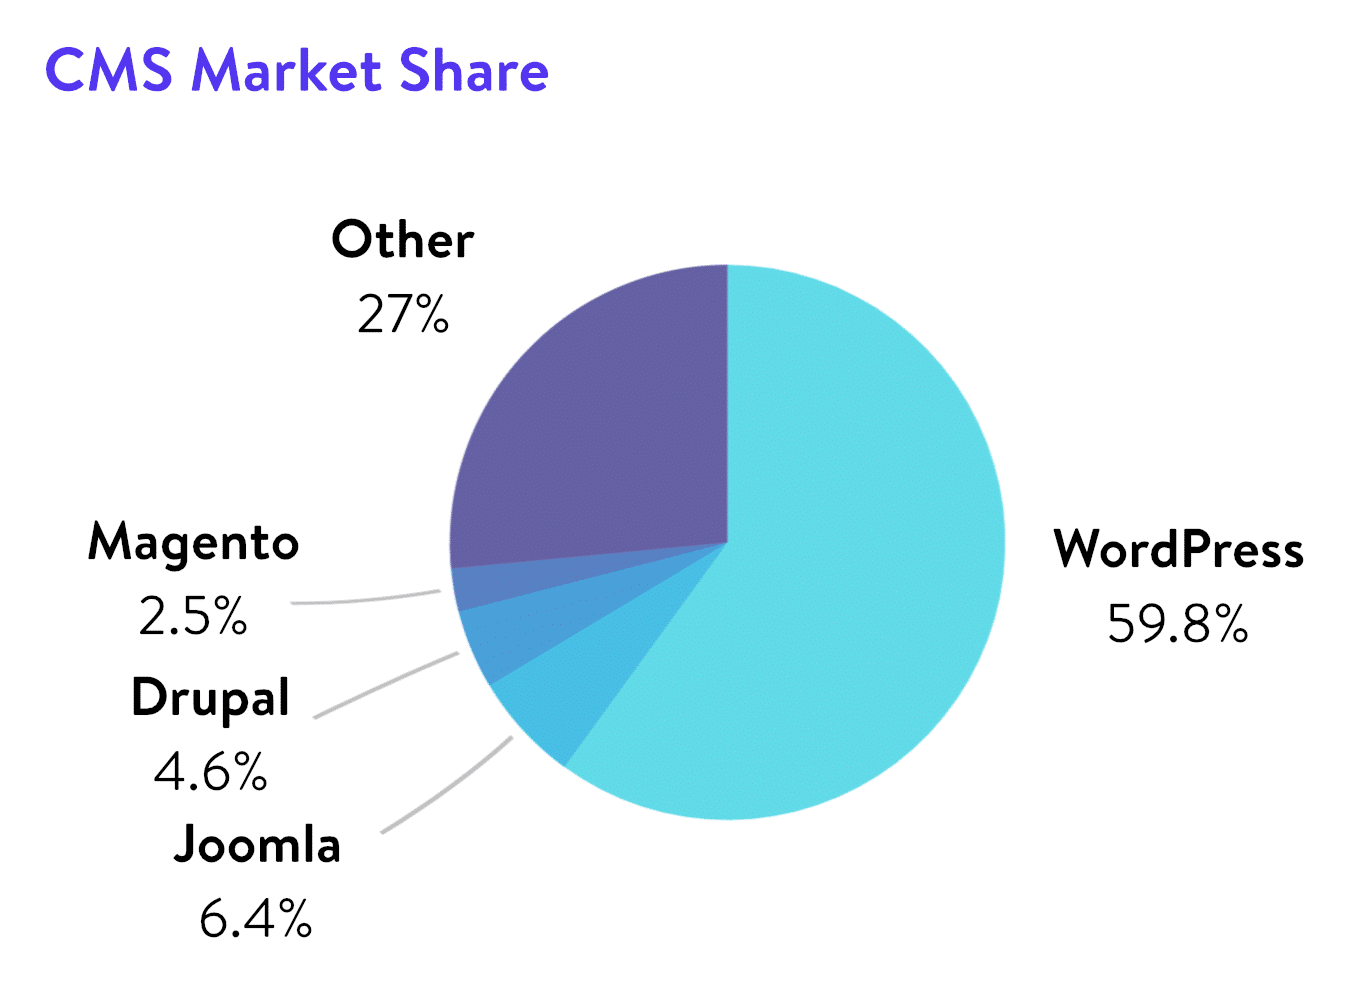 CMS Market Share
Other
27%
Magento
2.5%
WordPress
59.8%
Drupal
4.6%
Joomla
6.4%